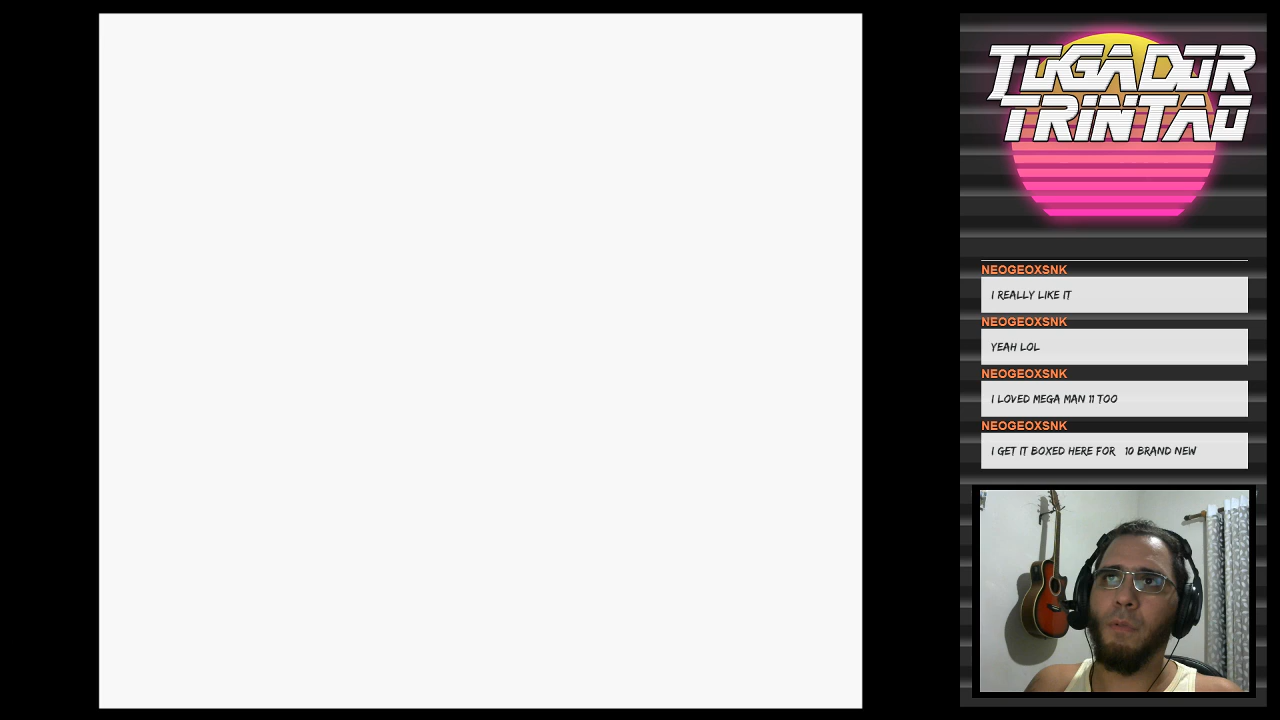 JOGADOR
TRINTAO
NEOGEOXSNK
I REALLY LIKE IT
NEOGEOXSNK
YEAH LOL
NEOGEOXSNK
I LOVED MEGA MAN 11 TOO
NEOGEOXSNK
I GET IT BOXED HERE FOR 10 BRAND NEW